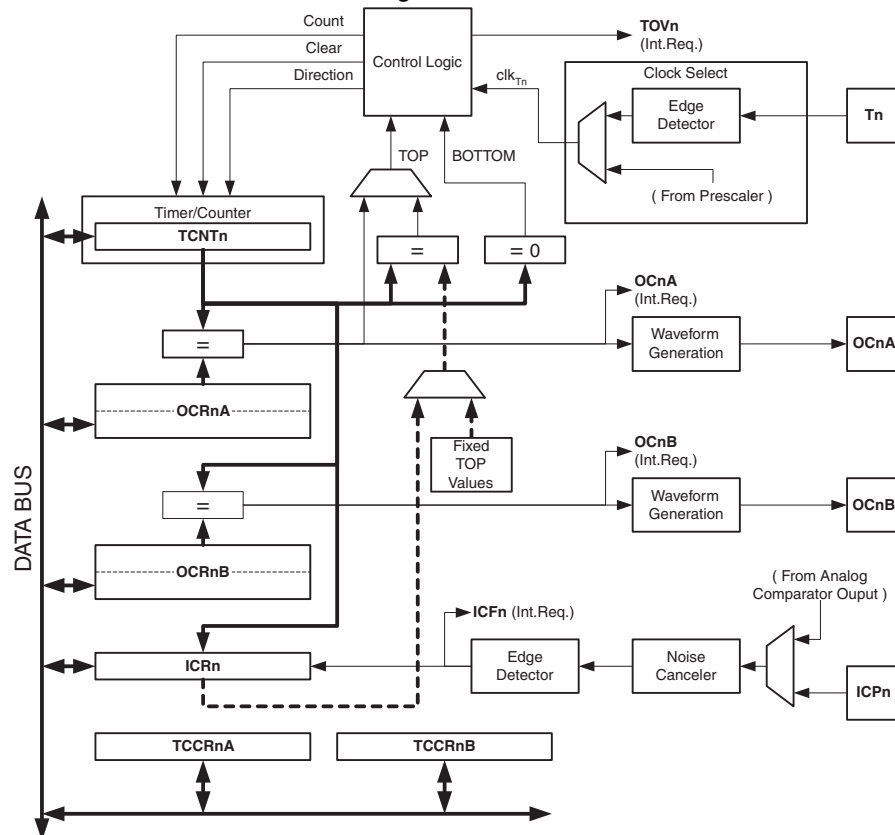 Count
Clear
Direction
Control Logic
TOVn
(Int.Req.)
clkTn
Clock Select
Edge
Detector
Tn
( From Prescaler )
TOP
BOTTOM
Timer/Counter
TCNTn
=
= 0
OCnA
(Int.Req.)
=
Waveform
Generation
OCnA
OCRnA
Fixed
TOP
Values
OCnB
(Int.Req.)
=
Waveform
Generation
OCnB
OCRnB
DATA BUS
( From Analog
Comparator Ouput )
ICFn (Int.Req.)
ICRn
Edge
Detector
Noise
Canceler
ICPn
TCCRnA
TCCRnB